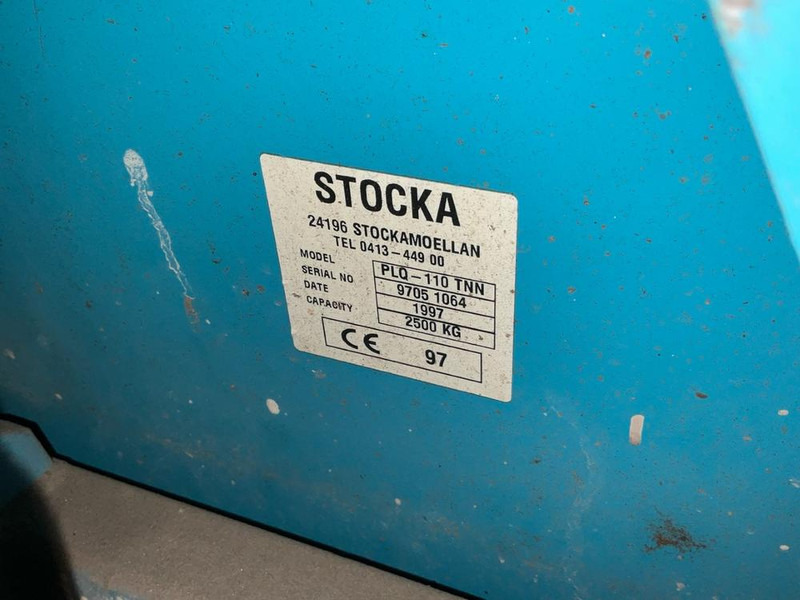 STOCKA
24196 STOCKAMOELLAN
TEL 0413-449 00
MODEL PLQ-110 TNN
SERIAL NO 9705 1064
DATE 1997
CAPACITY 2500 KG
CE 97